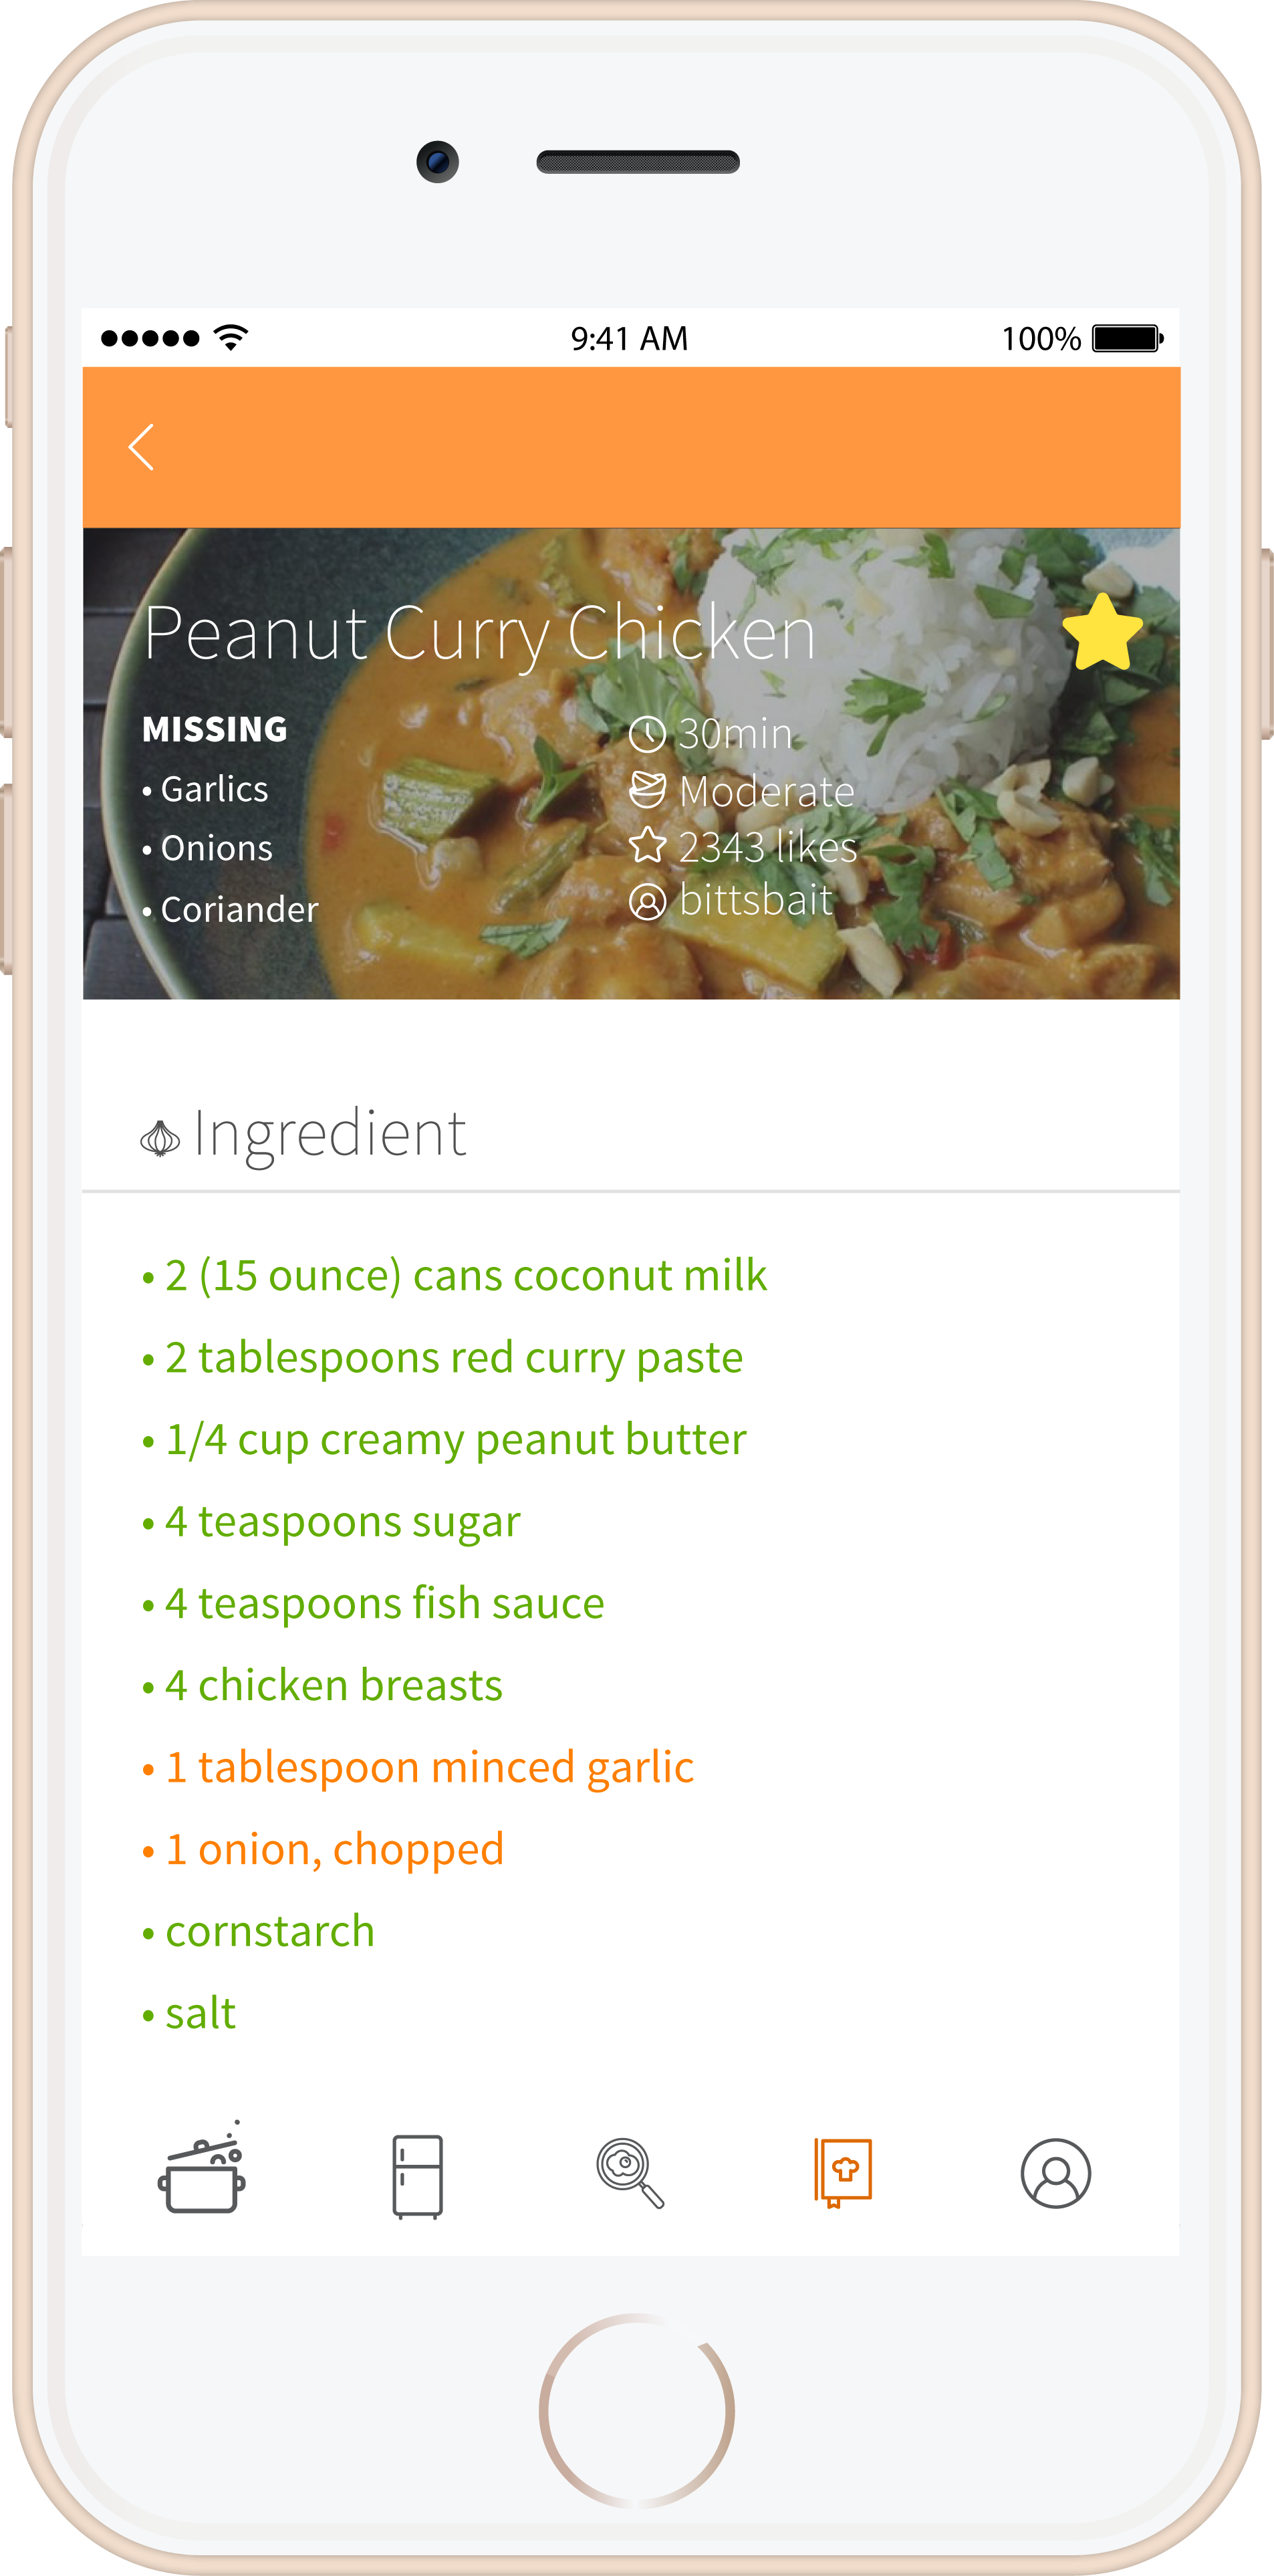 9:41 AM
100%
Peanut Curry Chicken
MISSING
• Garlics
• Onions
• Coriander
30min
Moderate
2343 likes
bittsbait
Ingredient
• 2 (15 ounce) cans coconut milk
• 2 tablespoons red curry paste
• 1/4 cup creamy peanut butter
• 4 teaspoons sugar
• 4 teaspoons fish sauce
• 4 chicken breasts
• 1 tablespoon minced garlic
• 1 onion, chopped
• cornstarch
• salt